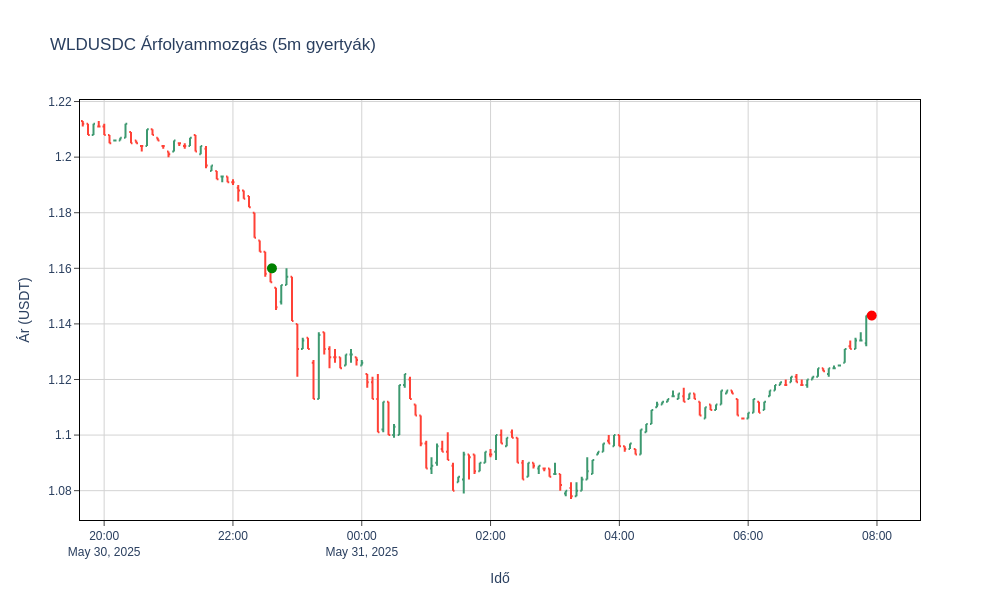 WLDUSDC Árfolyammozgás (5m gyertyák)
1.22
1.2
1.18
1.16
1.14
1.12
1.1
1.08
Ár (USDT)
20:00 22:00 00:00 02:00 04:00 06:00 08:00
May 30, 2025 May 31, 2025
Idő